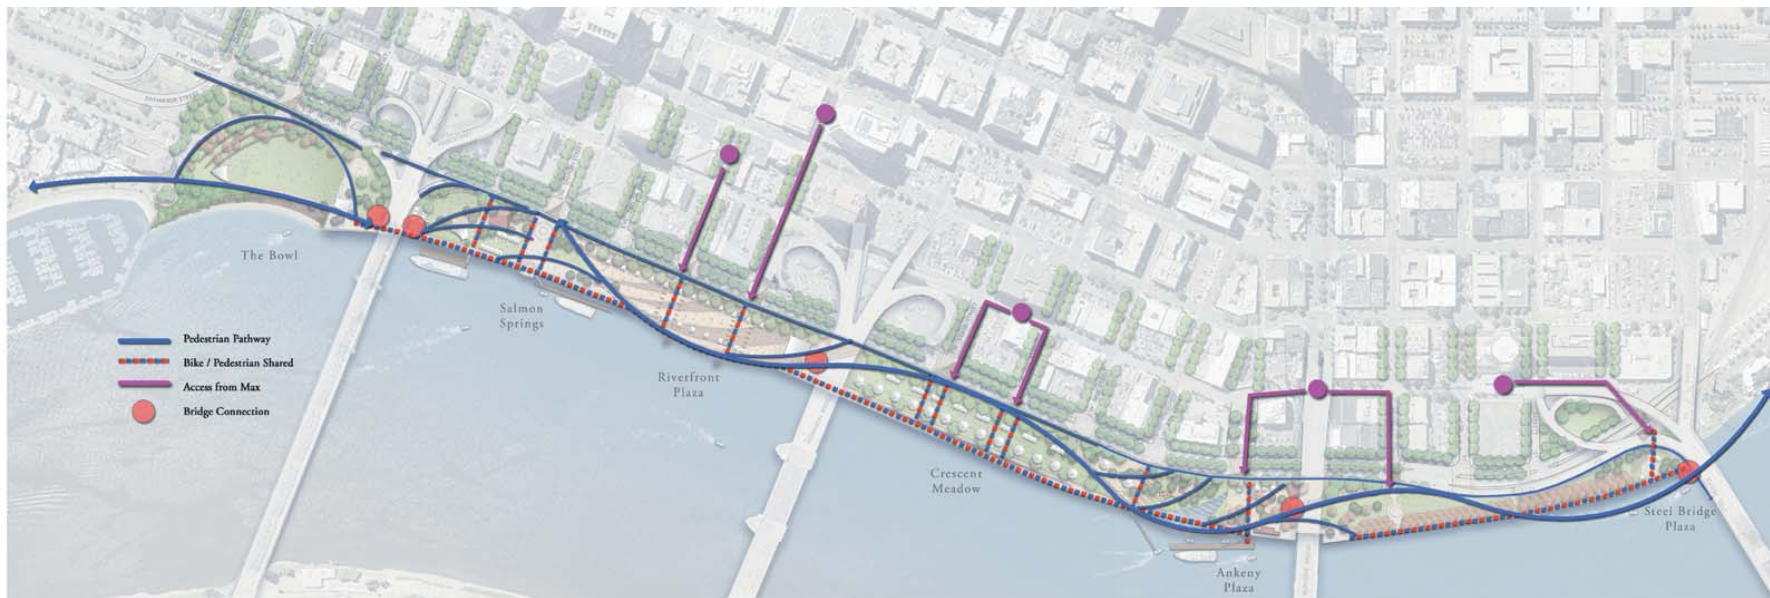 The Bowl
Salmon
Springs
Riverfront
Plaza
Crescent
Meadow
Ankeny
Plaza
Steel Bridge
Plaza
Pedestrian Pathway
Bike / Pedestrian Shared
Access from Max
Bridge Connection